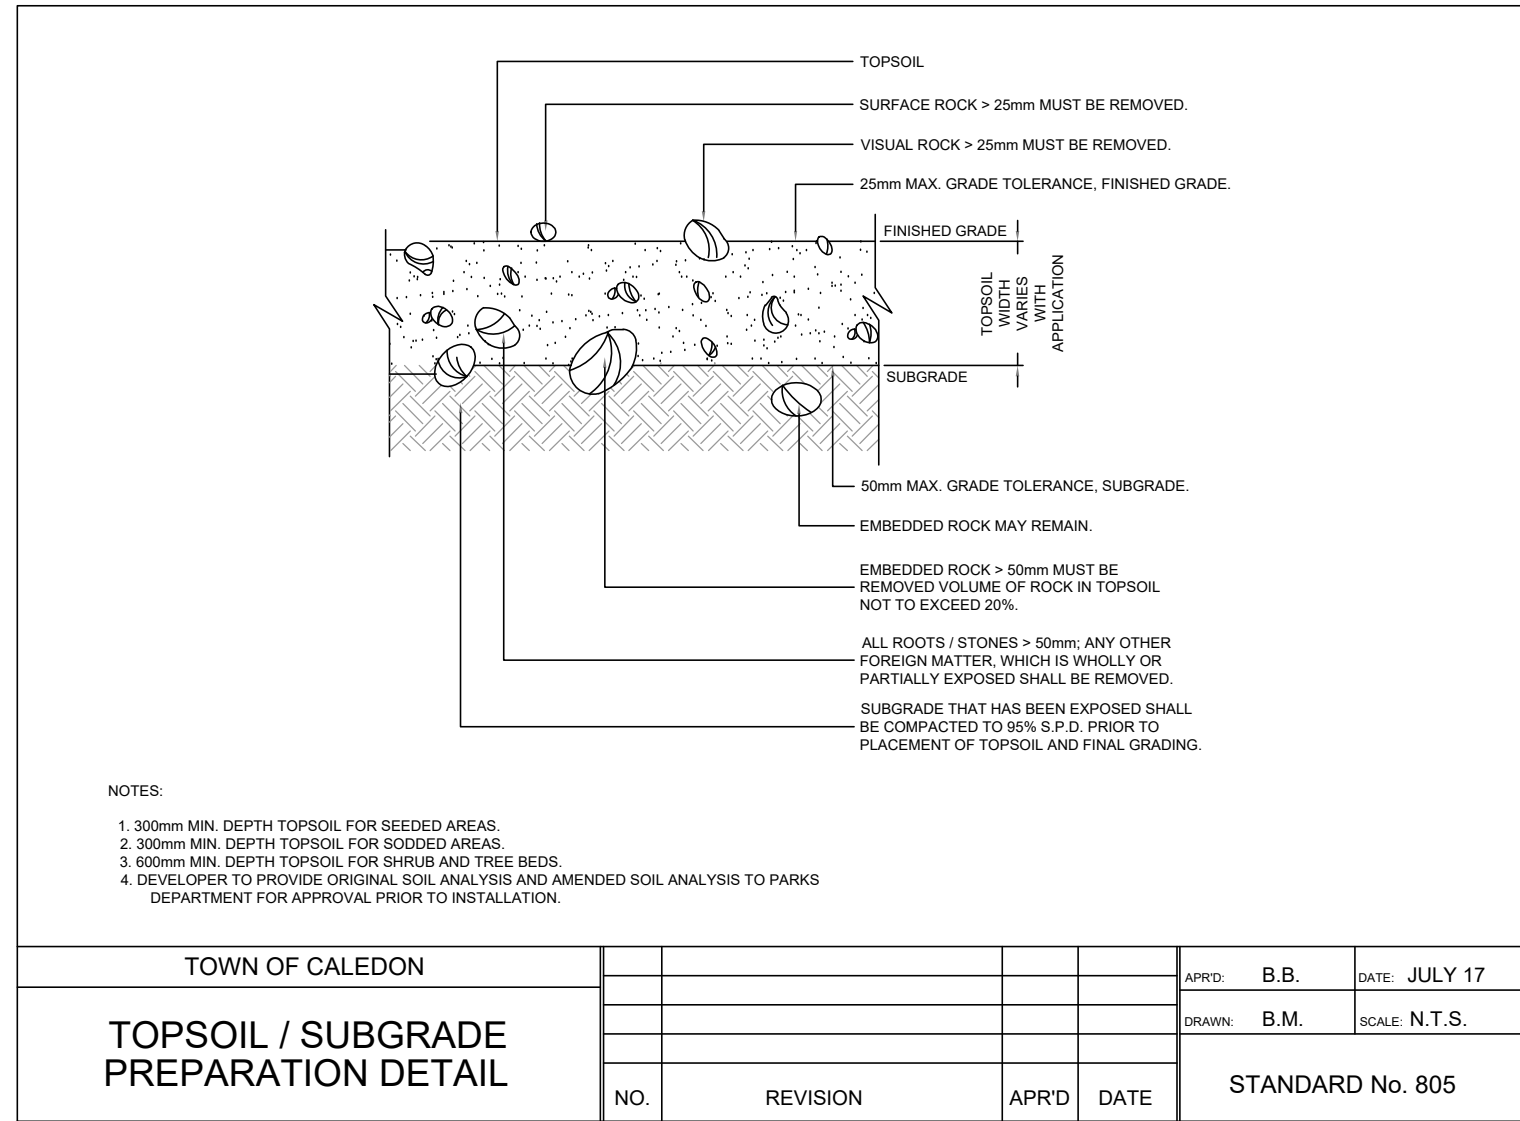 TOPSOIL
SURFACE ROCK > 25mm MUST BE REMOVED.
VISUAL ROCK > 25mm MUST BE REMOVED.
25mm MAX. GRADE TOLERANCE, FINISHED GRADE.
FINISHED GRADE
TOPSOIL
WIDTH
VARIES
WITH
APPLICATION
SUBGRADE
50mm MAX. GRADE TOLERANCE, SUBGRADE.
EMBEDDED ROCK MAY REMAIN.
EMBEDDED ROCK > 50mm MUST BE
REMOVED VOLUME OF ROCK IN TOPSOIL
NOT TO EXCEED 20%.
ALL ROOTS / STONES > 50mm; ANY OTHER
FOREIGN MATTER, WHICH IS WHOLLY OR
PARTIALLY EXPOSED SHALL BE REMOVED.
SUBGRADE THAT HAS BEEN EXPOSED SHALL
BE COMPACTED TO 95% S.P.D. PRIOR TO
PLACEMENT OF TOPSOIL AND FINAL GRADING.
NOTES:
1. 300mm MIN. DEPTH TOPSOIL FOR SEEDED AREAS.
2. 300mm MIN. DEPTH TOPSOIL FOR SODDED AREAS.
3. 600mm MIN. DEPTH TOPSOIL FOR SHRUB AND TREE BEDS.
4. DEVELOPER TO PROVIDE ORIGINAL SOIL ANALYSIS AND AMENDED SOIL ANALYSIS TO PARKS
DEPARTMENT FOR APPROVAL PRIOR TO INSTALLATION.
TOWN OF CALEDON
TOPSOIL / SUBGRADE
PREPARATION DETAIL
NO. REVISION APR'D DATE
APR'D: B.B. DATE: JULY 17
DRAWN: B.M. SCALE: N.T.S.
STANDARD No. 805